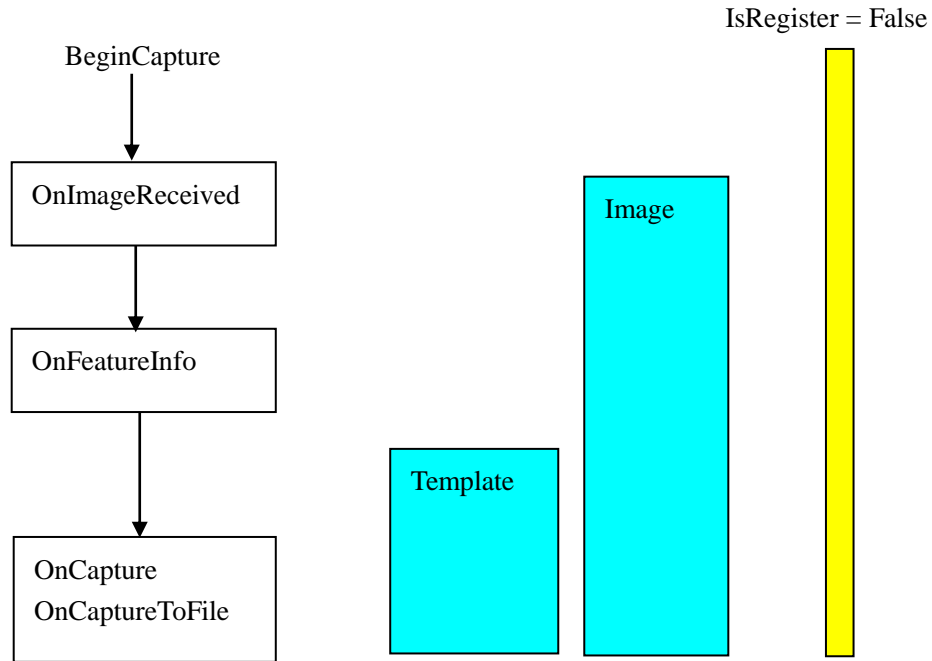 IsRegister = False
BeginCapture
OnImageReceived
Image
OnFeatureInfo
Template
OnCapture
OnCaptureToFile